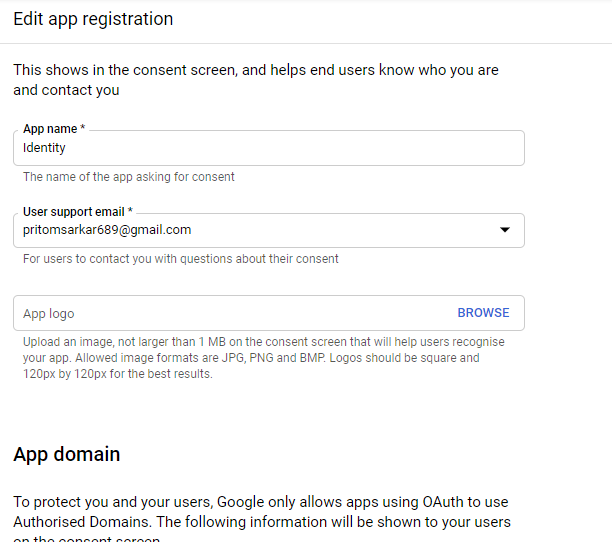 Edit app registration
This shows in the consent screen, and helps end users know who you are
and contact you
App name *
Identity
The name of the app asking for consent
User support email *
pritomsarkar689@gmail.com
For users to contact you with questions about their consent
App logo BROWSE
Upload an image, not larger than 1 MB on the consent screen that will help users recognise
your app. Allowed image formats are JPG, PNG and BMP. Logos should be square and
120px by 120px for the best results.
App domain
To protect you and your users, Google only allows apps using OAuth to use
Authorised Domains. The following information will be shown to your users
on the consent screen